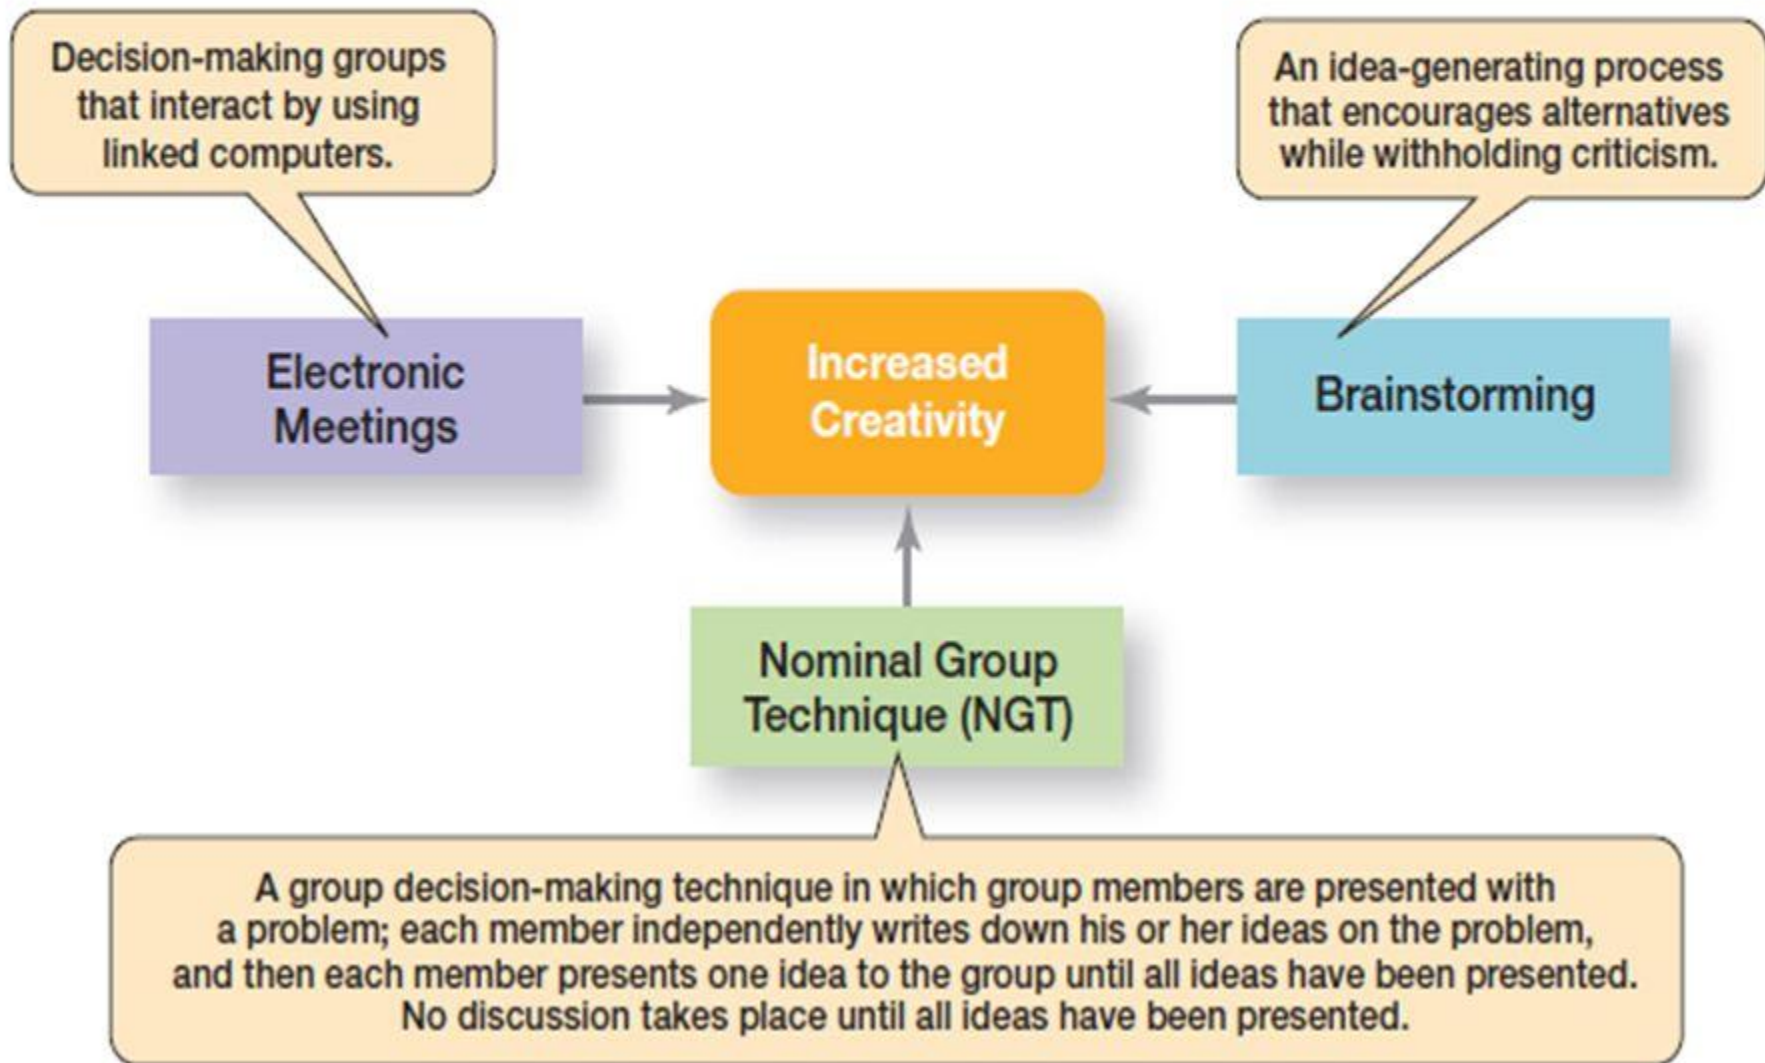 Decision-making groups
that interact by using
linked computers.
An idea-generating process
that encourages alternatives
while withholding criticism.
Electronic
Meetings
Increased
Creativity
Brainstorming
Nominal Group
Technique (NGT)
A group decision-making technique in which group members are presented with
a problem; each member independently writes down his or her ideas on the problem,
and then each member presents one idea to the group until all ideas have been presented.
No discussion takes place until all ideas have been presented.